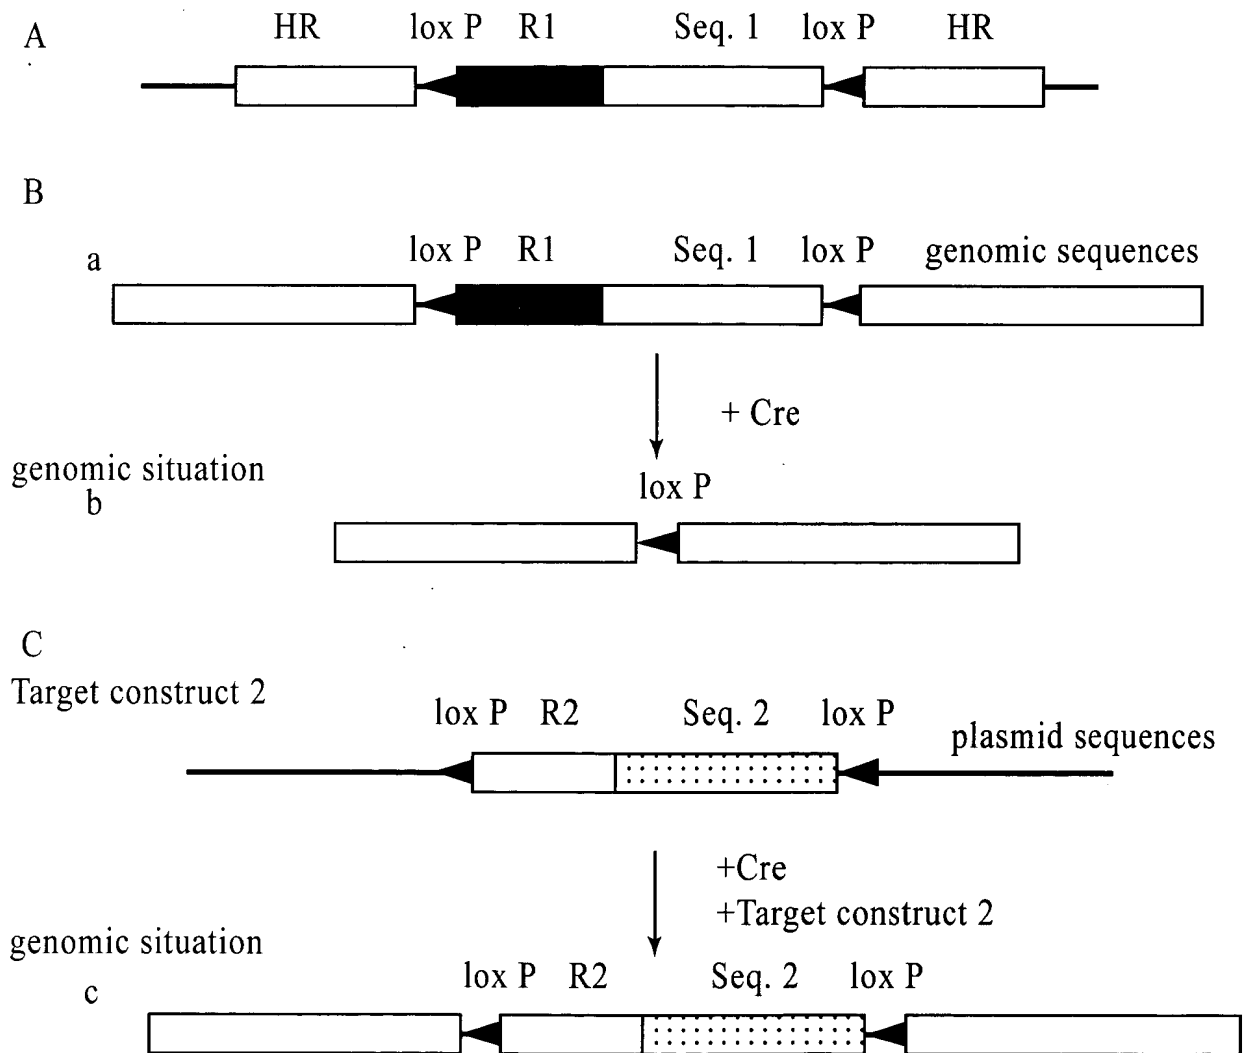 A
HR lox P R1 Seq. 1 lox P HR
B
a
lox P R1 Seq. 1 lox P genomic sequences
+ Cre
genomic situation
b
lox P
C
Target construct 2
lox P R2 Seq. 2 lox P
plasmid sequences
+Cre
+Target construct 2
genomic situation
c
lox P R2 Seq. 2 lox P